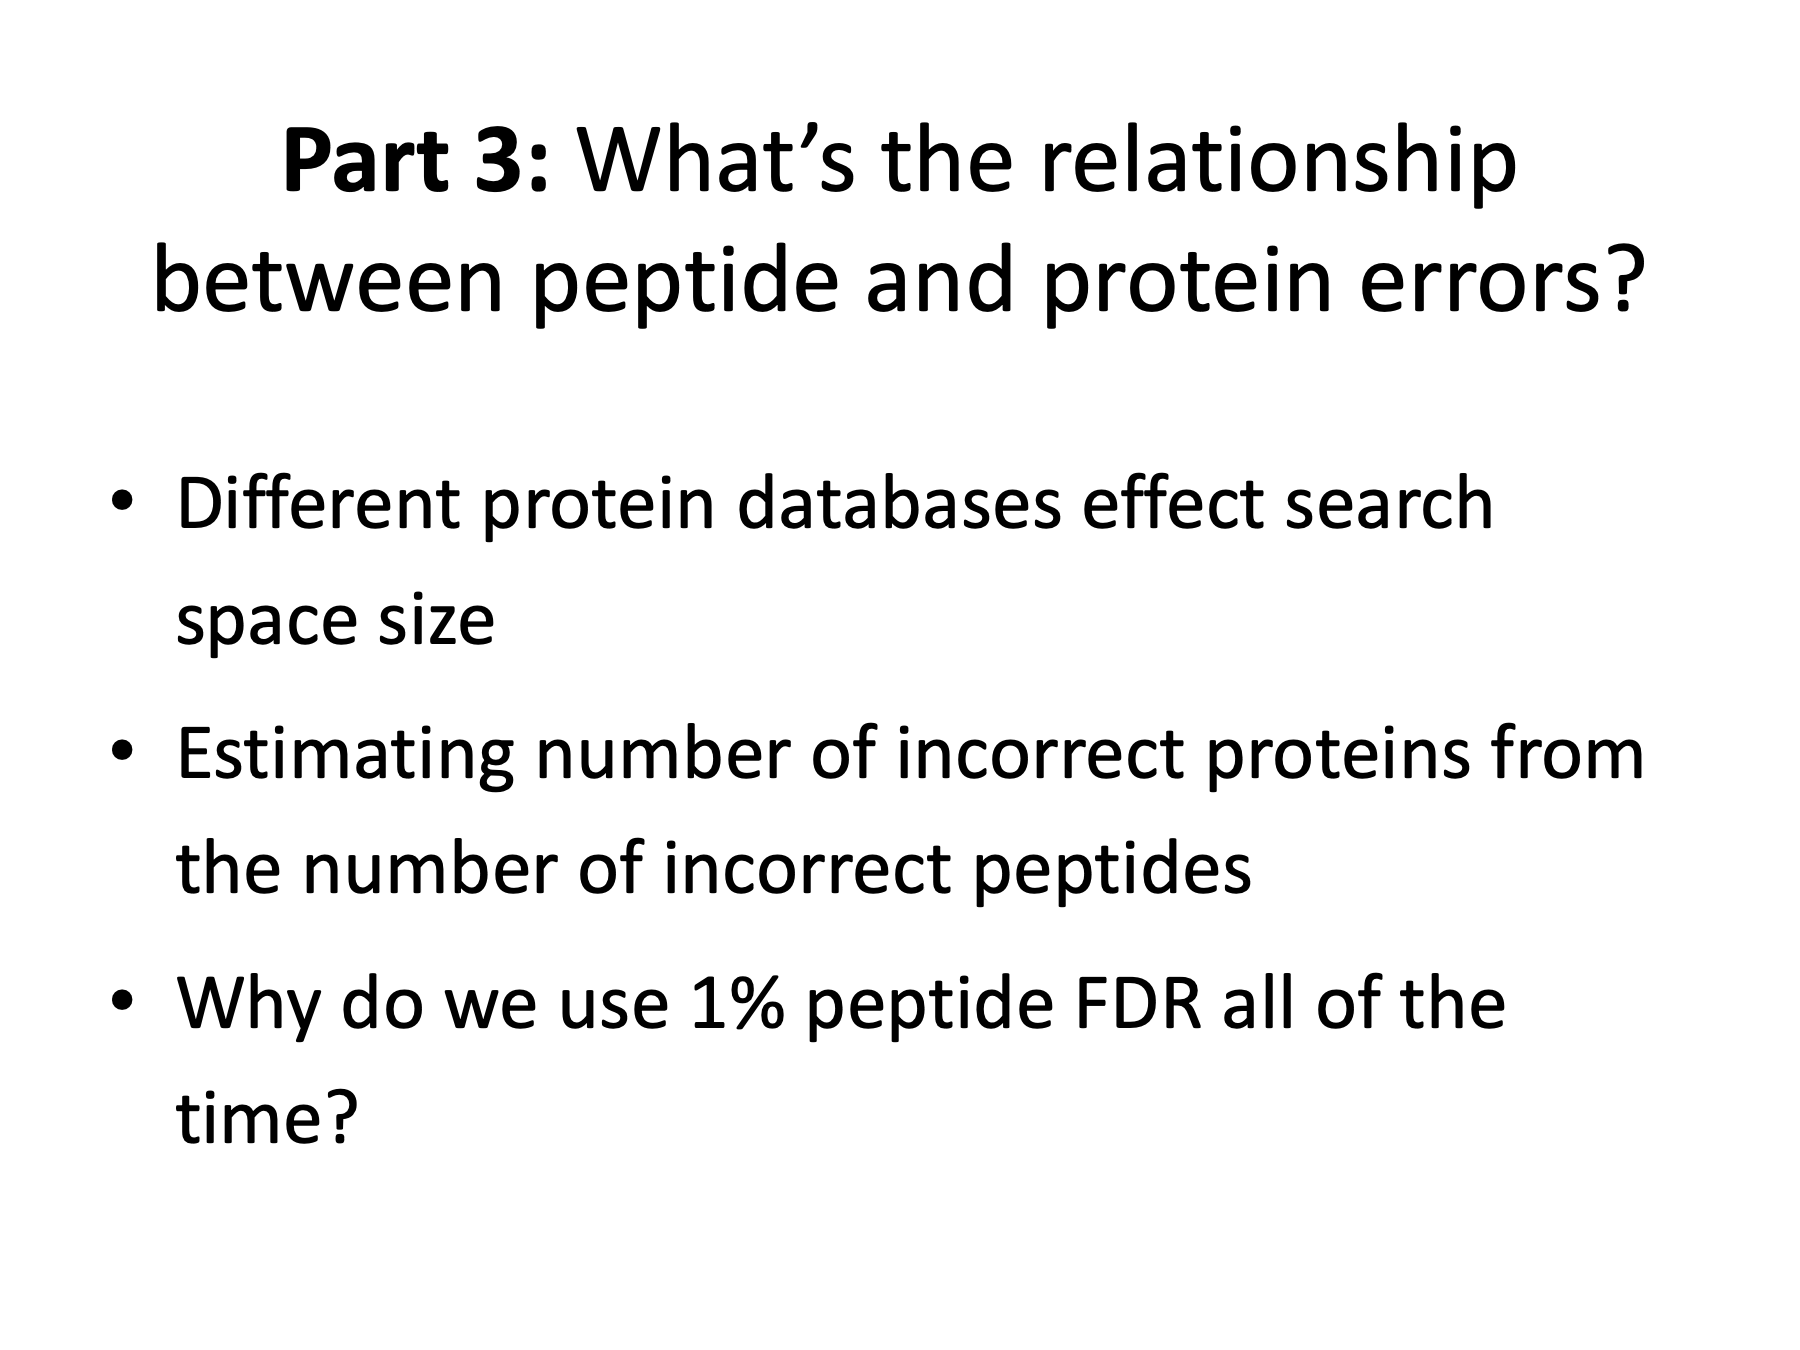 Part 3: What’s the relationship
between peptide and protein errors?
• Different protein databases effect search
space size
• Estimating number of incorrect proteins from
the number of incorrect peptides
• Why do we use 1% peptide FDR all of the
time?